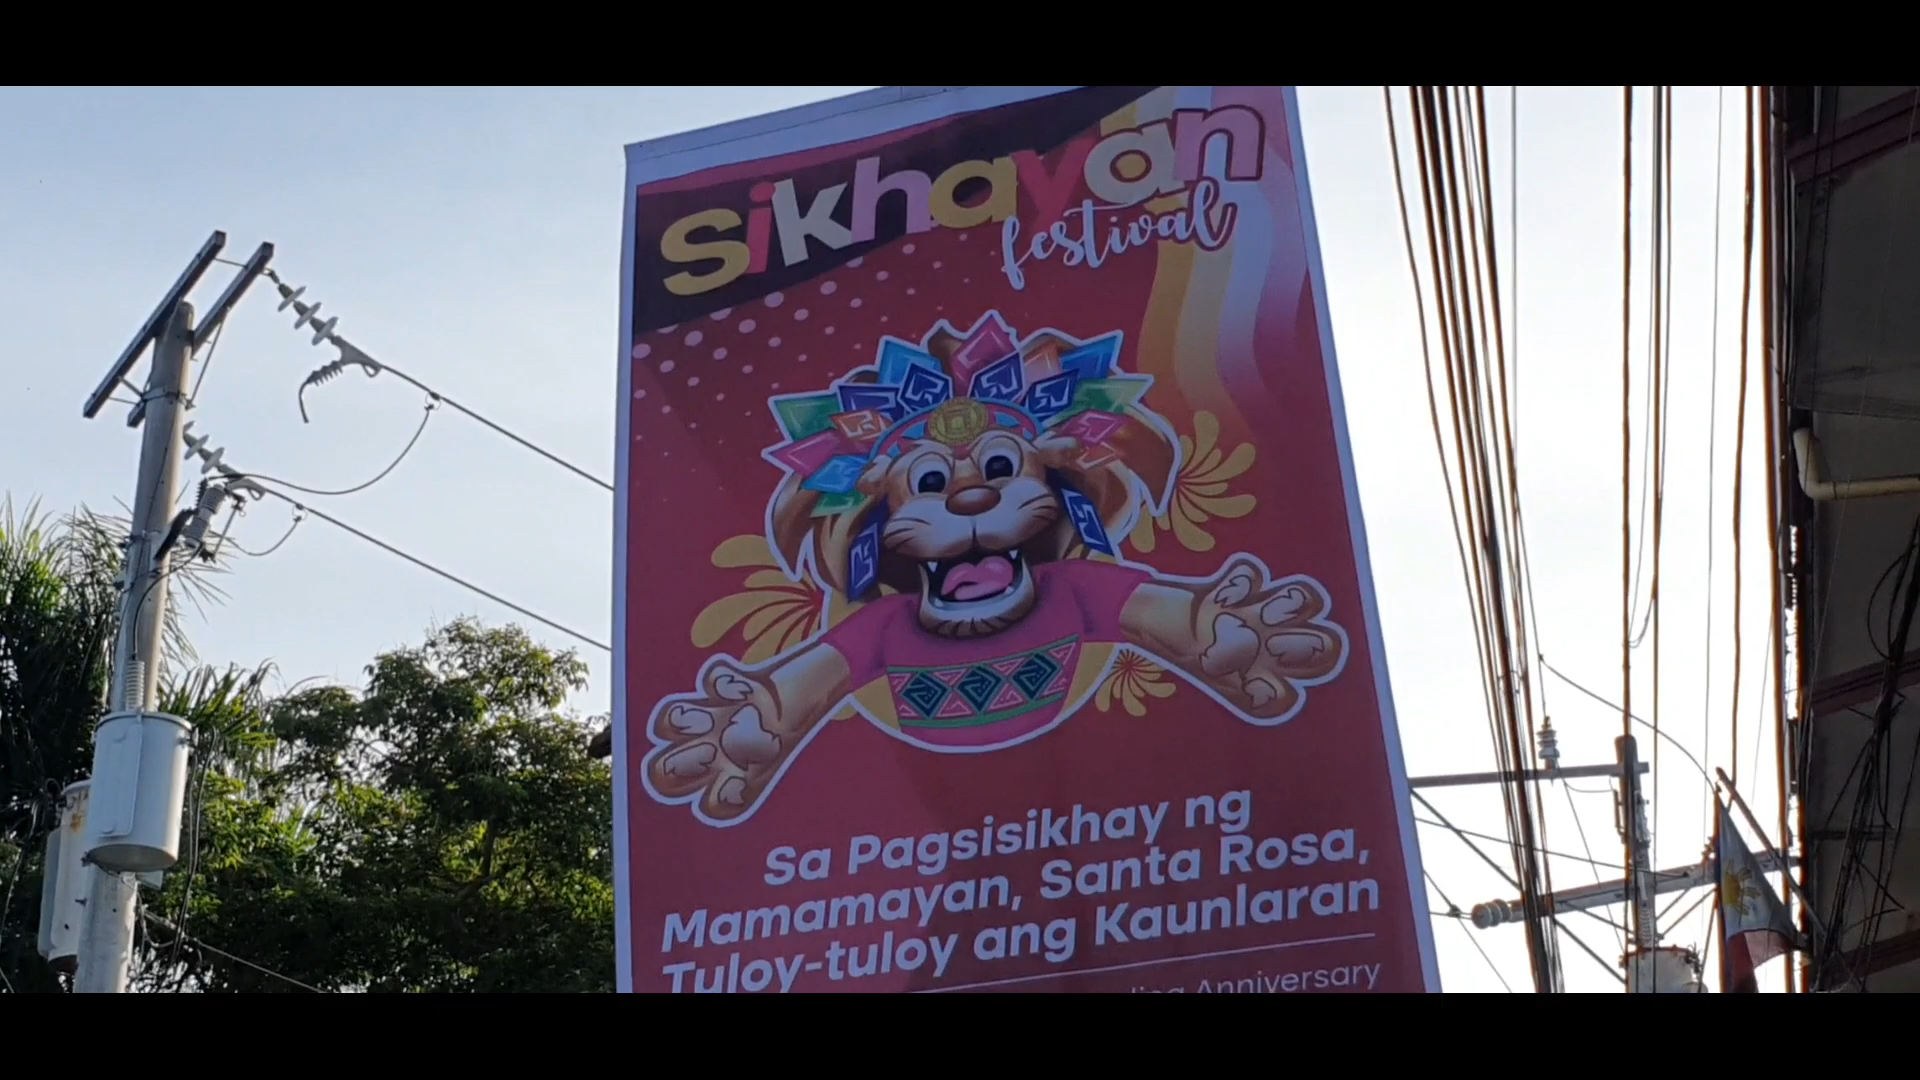 Sikhayan
festival
Sa Pagsisikhay ng
Mamamayan, Santa Rosa,
Tuloy-tuloy ang Kaunlaran
Anniversary